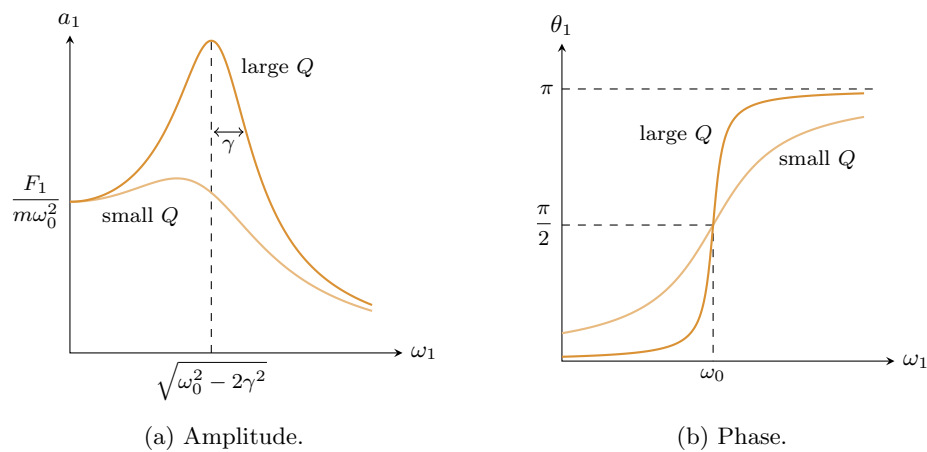 a₁
large Q
γ
F₁
mω₀²
small Q
ω₁
√(ω₀² − 2γ²)
(a) Amplitude.
θ₁
π
large Q
small Q
π
2
ω₀
ω₁
(b) Phase.